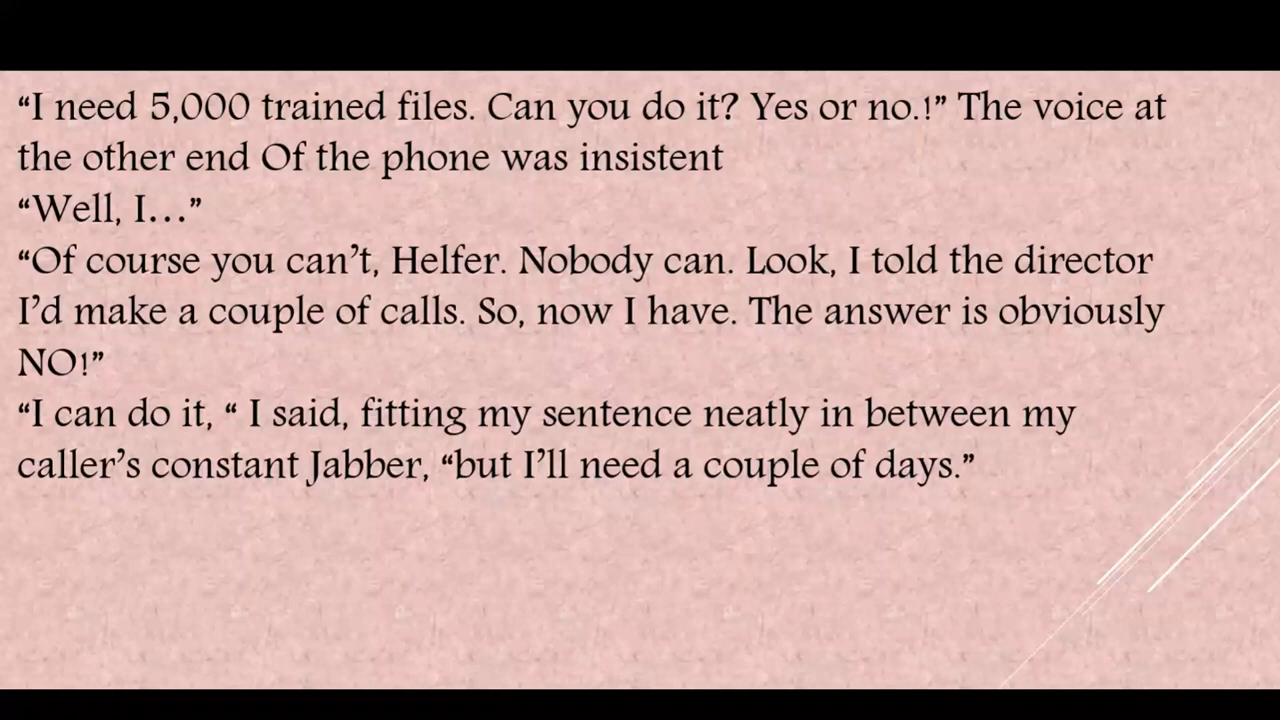 “I need 5,000 trained files. Can you do it? Yes or no.!” The voice at
the other end Of the phone was insistent
“Well, I…”
“Of course you can’t, Helfer. Nobody can. Look, I told the director
I’d make a couple of calls. So, now I have. The answer is obviously
NO!”
“I can do it, “ I said, fitting my sentence neatly in between my
caller’s constant Jabber, “but I’ll need a couple of days.”